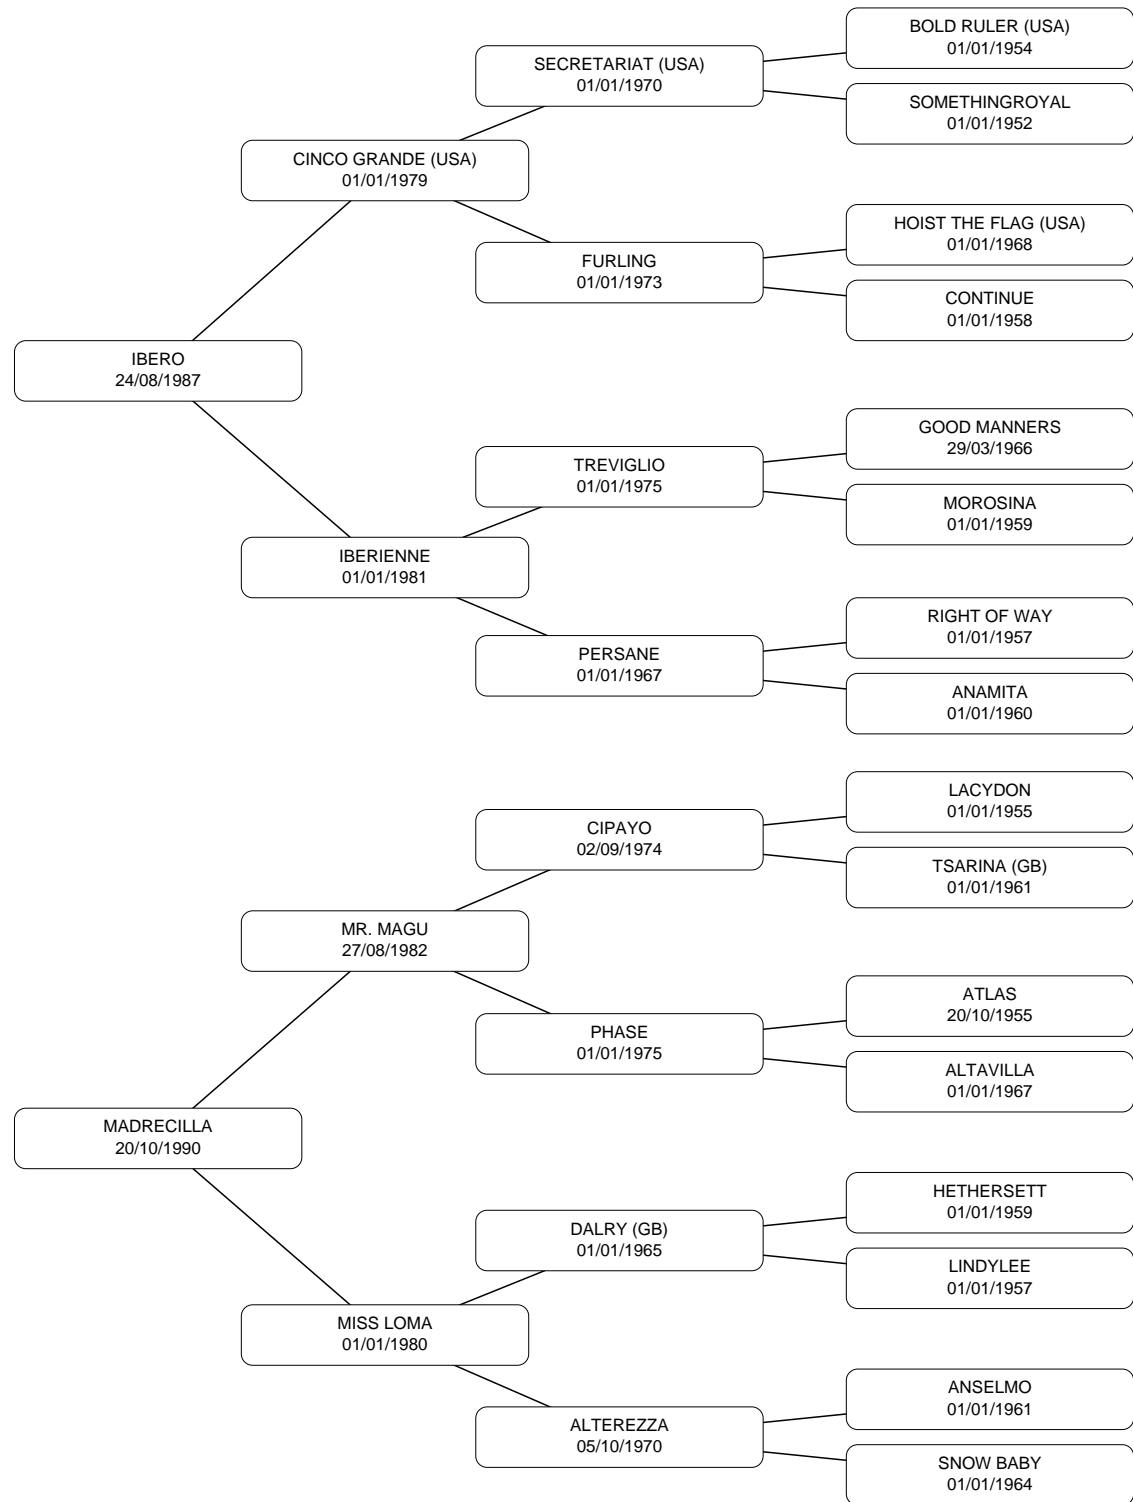 BOLD RULER (USA)
01/01/1954
SECRETARIAT (USA)
01/01/1970
SOMETHINGROYAL
01/01/1952
CINCO GRANDE (USA)
01/01/1979
HOIST THE FLAG (USA)
01/01/1968
FURLING
01/01/1973
CONTINUE
01/01/1958
IBERO
24/08/1987
GOOD MANNERS
29/03/1966
TREVIGLIO
01/01/1975
MOROSINA
01/01/1959
IBERIENNE
01/01/1981
RIGHT OF WAY
01/01/1957
PERSANE
01/01/1967
ANAMITA
01/01/1960
LACYDON
01/01/1955
CIPAYO
02/09/1974
TSARINA (GB)
01/01/1961
MR. MAGU
27/08/1982
ATLAS
20/10/1955
PHASE
01/01/1975
ALTAVILLA
01/01/1967
MADRECILLA
20/10/1990
HETHERSETT
01/01/1959
DALRY (GB)
01/01/1965
LINDYLEE
01/01/1957
MISS LOMA
01/01/1980
ANSELMO
01/01/1961
ALTEREZZA
05/10/1970
SNOW BABY
01/01/1964